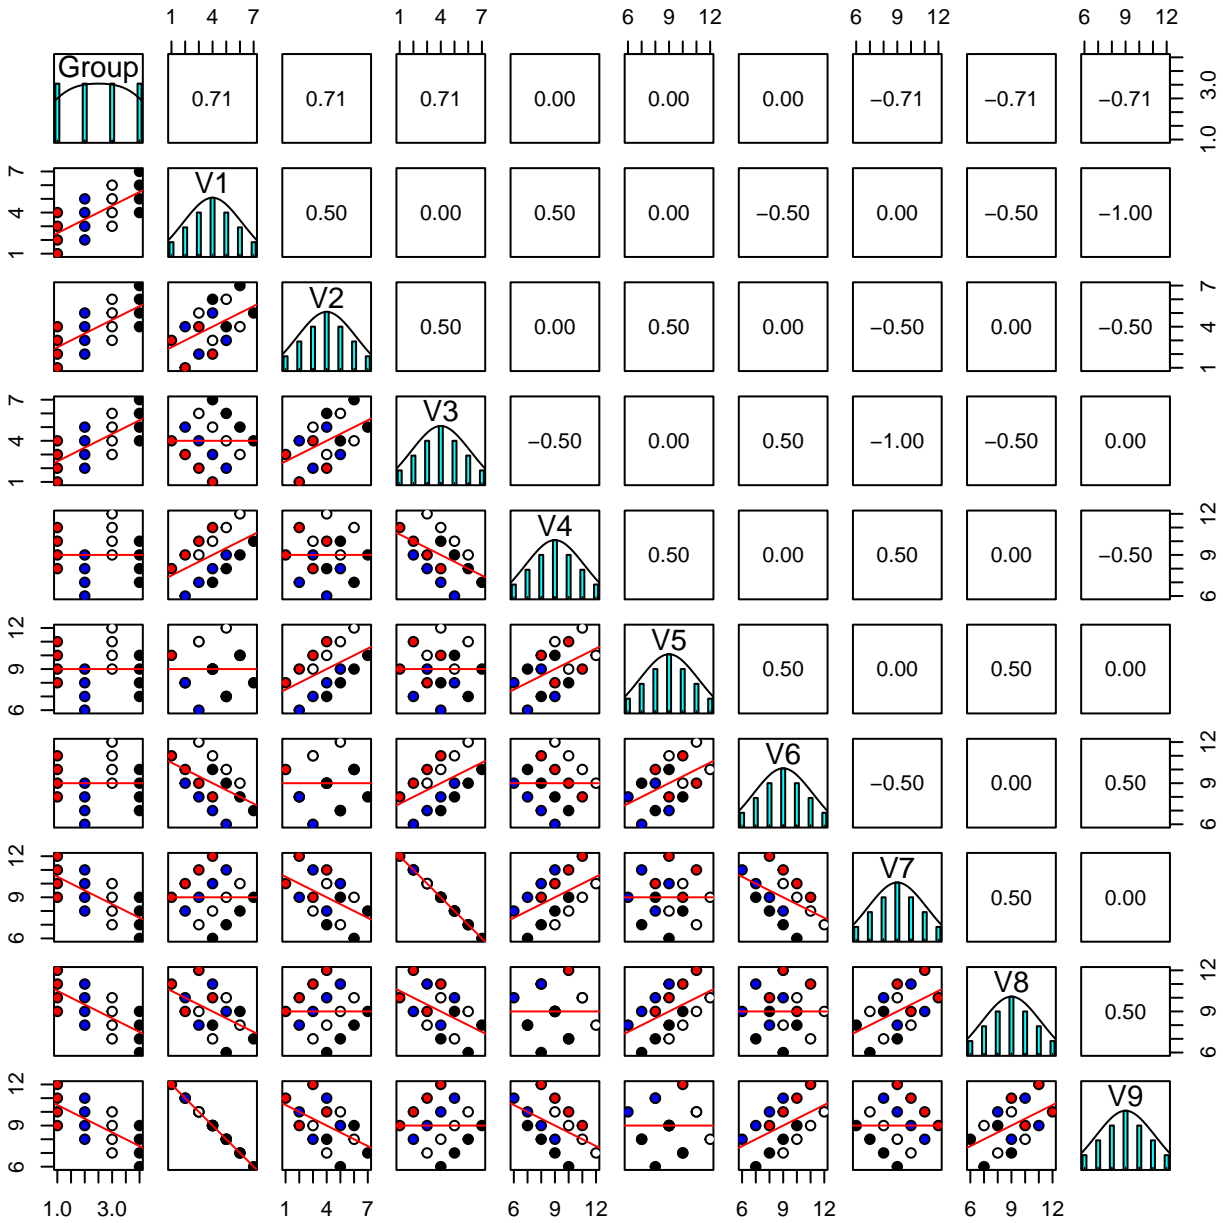 1 4 7 1 4 7 6 9 12 6 9 12 6 9 12
Group 0.71 0.71 0.71 0.00 0.00 0.00 −0.71 −0.71 −0.71 1.0 3.0
1 4 7 V1 0.50 0.00 0.50 0.00 −0.50 0.00 −0.50 −1.00
V2 0.50 0.00 0.50 0.00 −0.50 0.00 −0.50 1 4 7
1 4 7 V3 −0.50 0.00 0.50 −1.00 −0.50 0.00
V4 0.50 0.00 0.50 0.00 −0.50 6 9 12
6 9 12 V5 0.50 0.00 0.50 0.00
V6 −0.50 0.00 0.50 6 9 12
6 9 12 V7 0.50 0.00
V8 0.50 6 9 12
6 9 12 V9
1.0 3.0 1 4 7 6 9 12 6 9 12 6 9 12